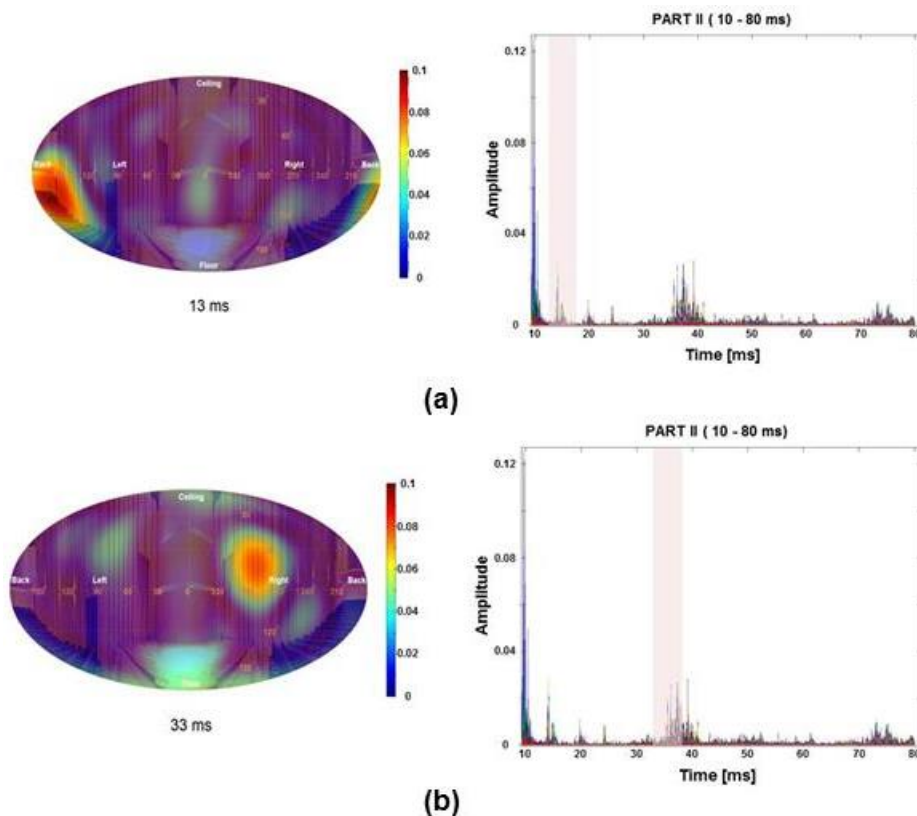 PART II ( 10 - 80 ms)
0.12
0.08
0.04
0
Amplitude
10 20 30 40 50 60 70 80
Time [ms]
Ceiling
Back Left Right Back
Floor
0.1
0.08
0.06
0.04
0.02
0
13 ms
(a)
PART II ( 10 - 80 ms)
0.12
0.08
0.04
0
Amplitude
10 20 30 40 50 60 70 80
Time [ms]
Ceiling
Back Left Right Back
0.1
0.08
0.06
0.04
0.02
0
33 ms
(b)